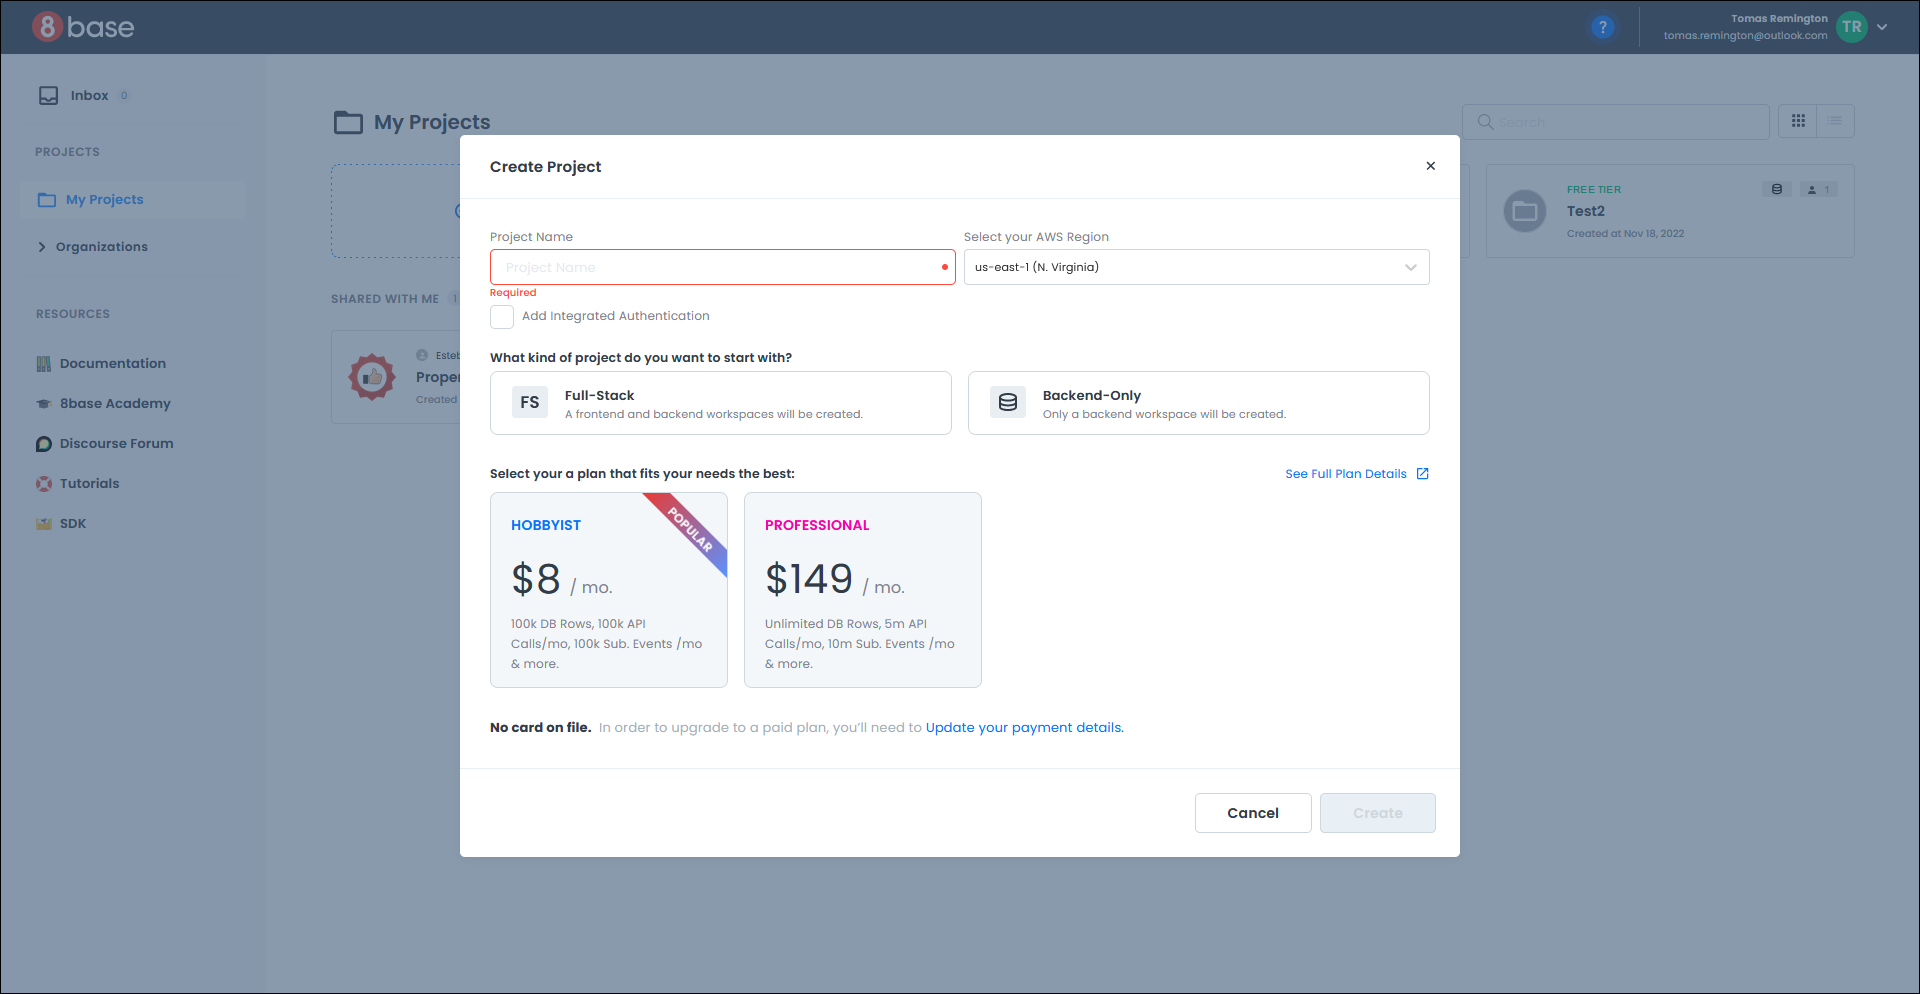 8base
?
Tomas Remington
tomas.remington@outlook.com
TR
Inbox 0
PROJECTS
My Projects
Organizations
RESOURCES
Documentation
8base Academy
Discourse Forum
Tutorials
SDK
My Projects
Search
FREE TIER
1
Test2
Created at Nov 18, 2022
SHARED WITH ME 1
Created
Create Project
Project Name
Select your AWS Region
Project Name
us-east-1 (N. Virginia)
Required
Add Integrated Authentication
What kind of project do you want to start with?
FS
Full-Stack
A frontend and backend workspaces will be created.
Backend-Only
Only a backend workspace will be created.
Select your a plan that fits your needs the best:
See Full Plan Details
HOBBYIST
POPULAR
$8 / mo.
100k DB Rows, 100k API
Calls/mo, 100k Sub. Events /mo
& more.
PROFESSIONAL
$149 / mo.
Unlimited DB Rows, 5m API
Calls/mo, 10m Sub. Events /mo
& more.
No card on file. In order to upgrade to a paid plan, you'll need to Update your payment details.
Cancel
Create